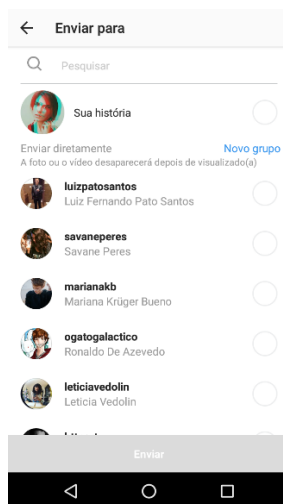 Enviar para
Pesquisar
Sua história
Enviar diretamente Novo grupo
A foto ou o vídeo desaparecerá depois de visualizado(a)
luizpatosantos
Luiz Fernando Pato Santos
savaneperes
Savane Peres
marianakb
Mariana Krüger Bueno
ogatogalactico
Ronaldo De Azevedo
leticiavedolin
Leticia Vedolin
Enviar